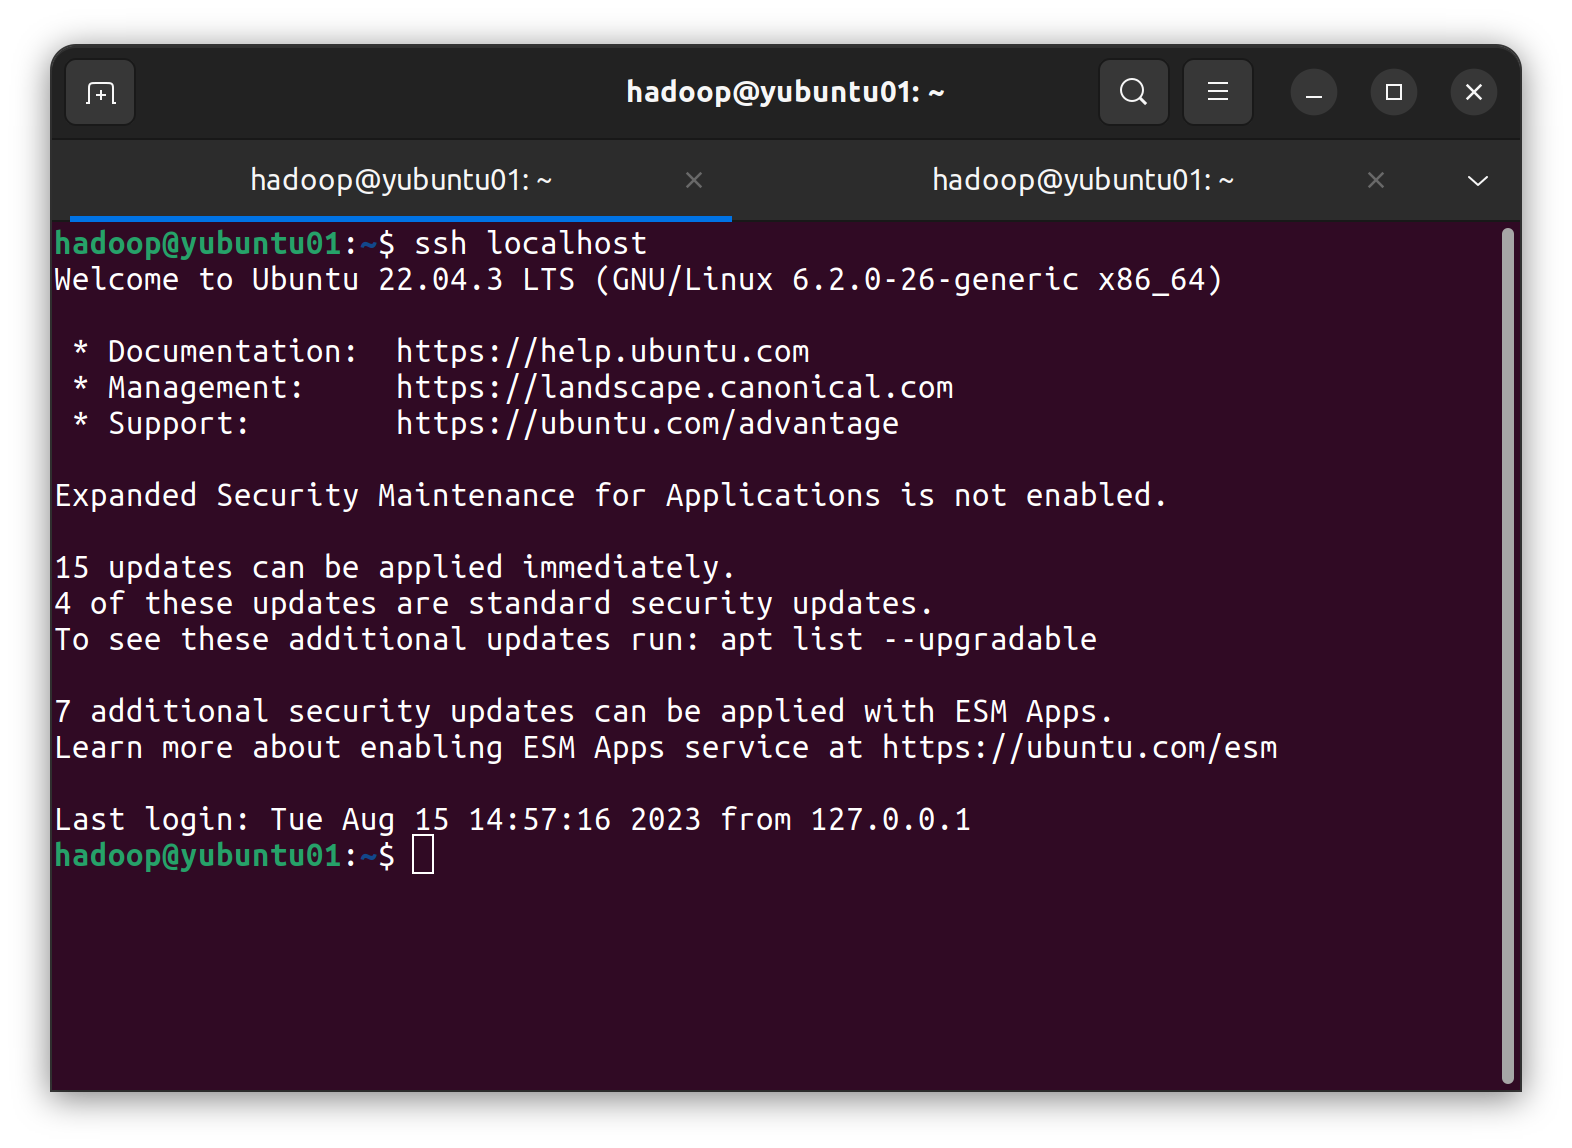 hadoop@yubuntu01: ~
hadoop@yubuntu01: ~
hadoop@yubuntu01: ~
hadoop@yubuntu01:~$ ssh localhost
Welcome to Ubuntu 22.04.3 LTS (GNU/Linux 6.2.0-26-generic x86_64)

 * Documentation:  https://help.ubuntu.com
 * Management:     https://landscape.canonical.com
 * Support:        https://ubuntu.com/advantage

Expanded Security Maintenance for Applications is not enabled.

15 updates can be applied immediately.
4 of these updates are standard security updates.
To see these additional updates run: apt list --upgradable

7 additional security updates can be applied with ESM Apps.
Learn more about enabling ESM Apps service at https://ubuntu.com/esm

Last login: Tue Aug 15 14:57:16 2023 from 127.0.0.1
hadoop@yubuntu01:~$